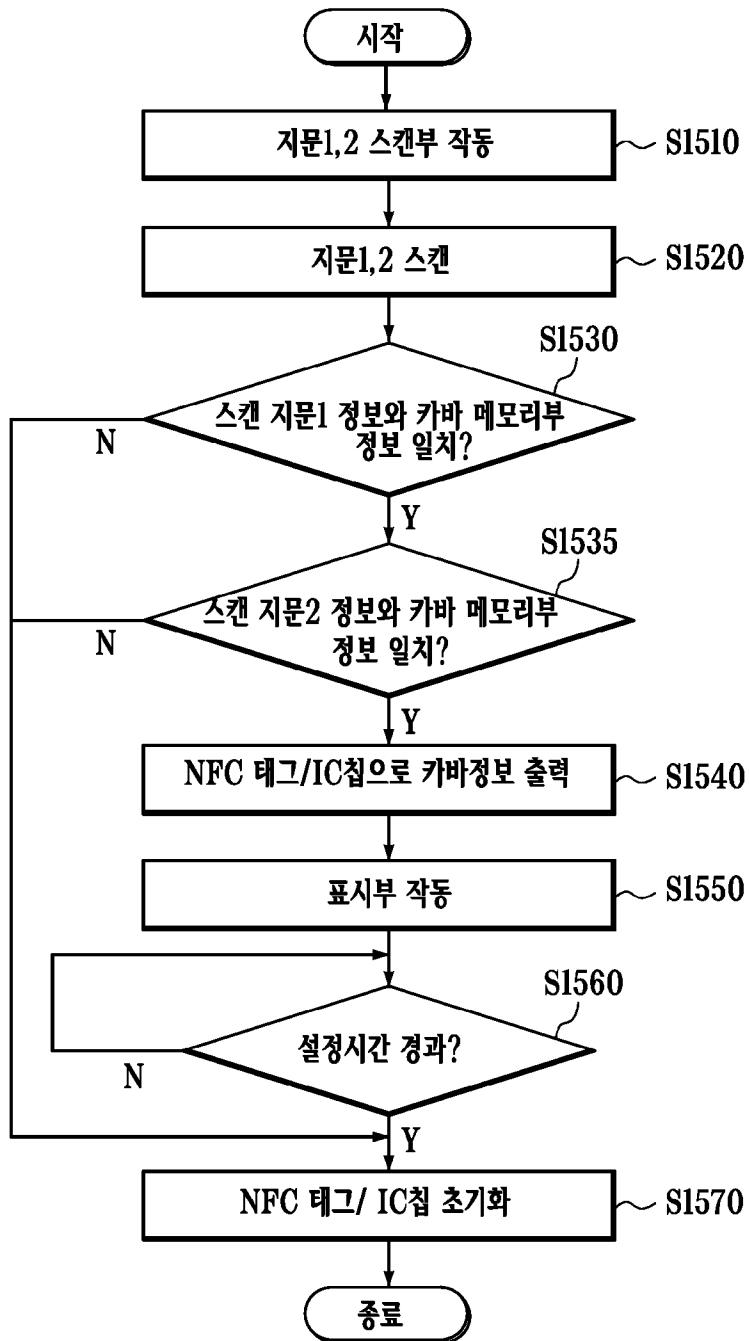 시작
지문1,2 스캔부 작동
S1510
지문1,2 스캔
S1520
S1530
스캔 지문1 정보와 카바 메모리부
정보 일치?
N
Y
S1535
스캔 지문2 정보와 카바 메모리부
정보 일치?
N
Y
NFC 태그/IC칩으로 카바정보 출력
S1540
표시부 작동
S1550
S1560
설정시간 경과?
N
Y
NFC 태그/ IC칩 초기화
S1570
종료